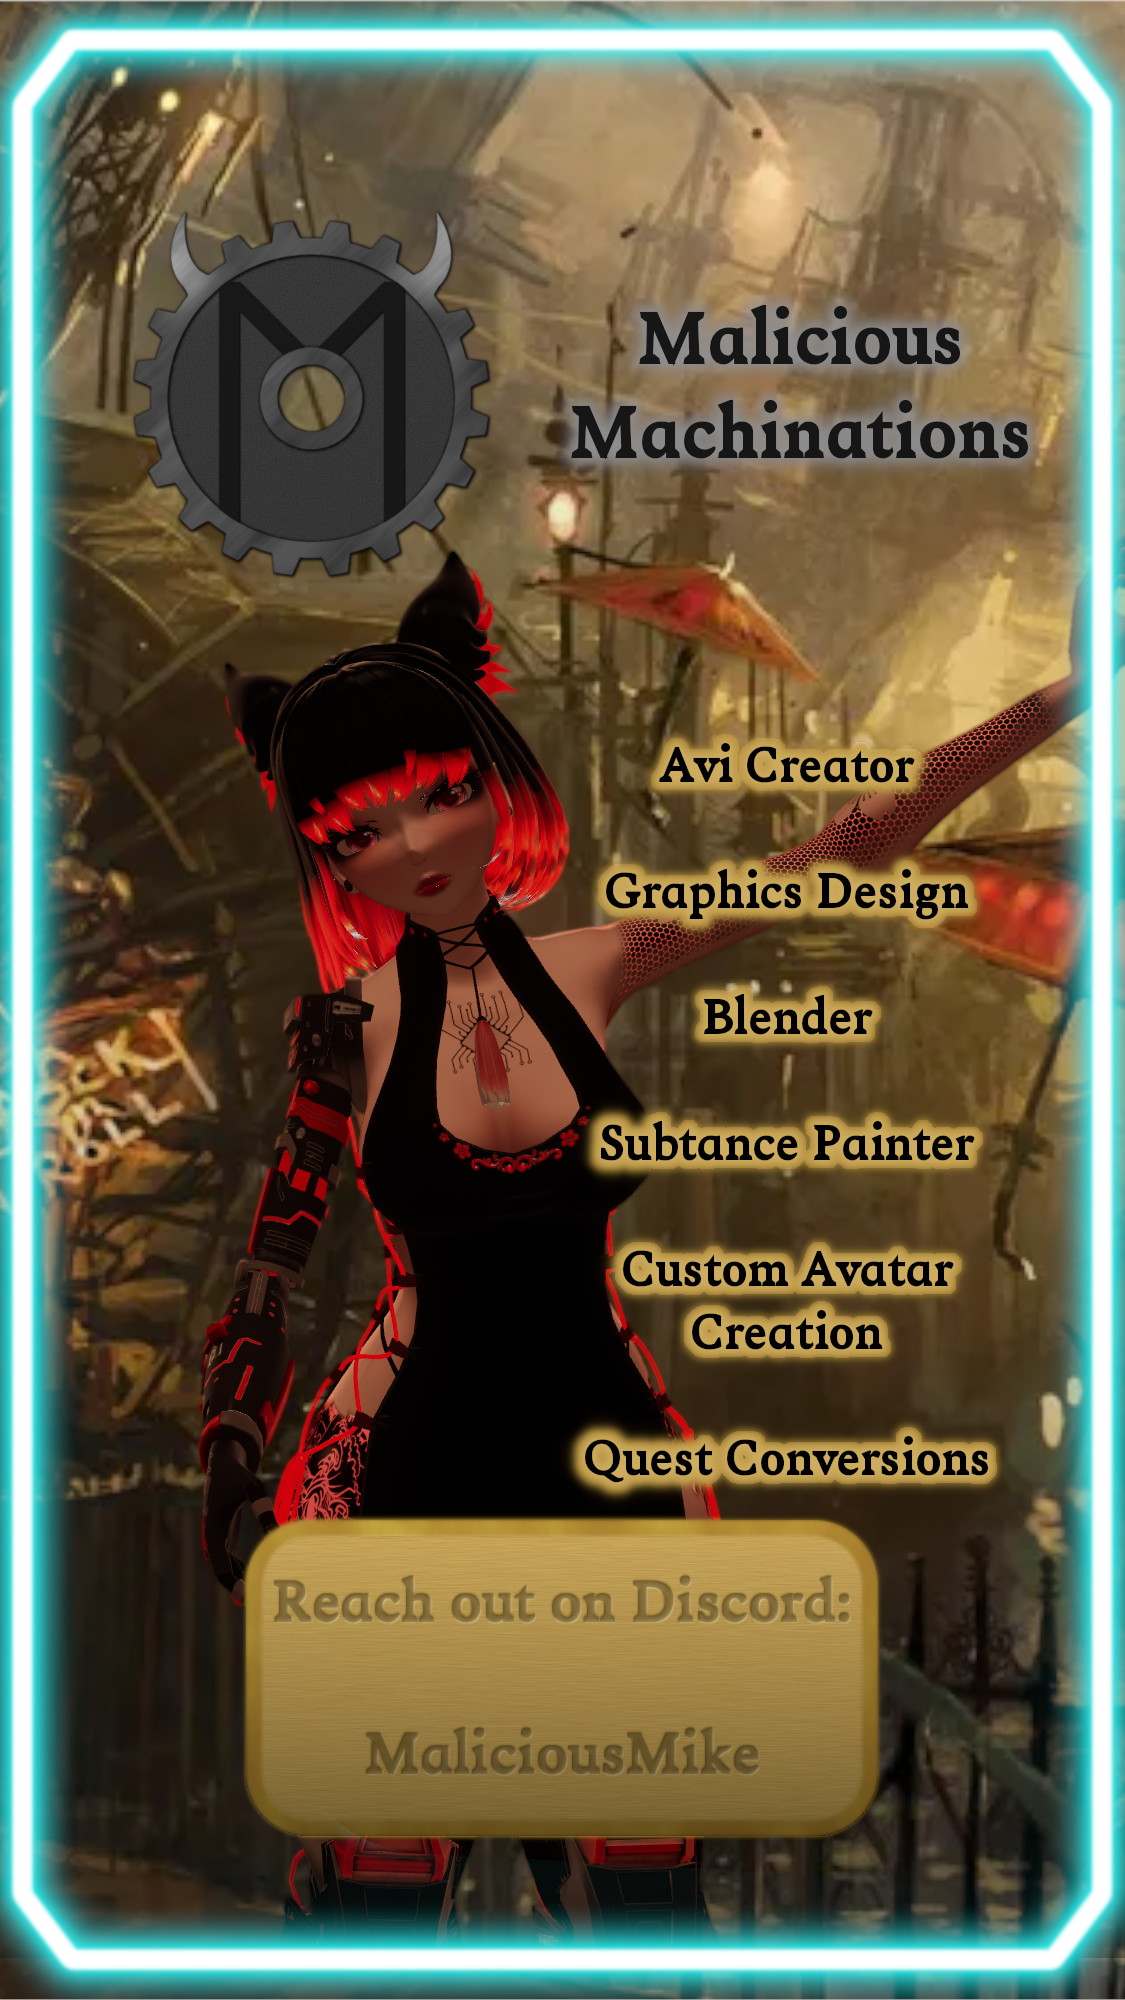 M
Malicious
Machinations
Avi Creator
Graphics Design
Blender
Subtance Painter
Custom Avatar
Creation
Quest Conversions
Reach out on Discord:
MaliciousMike